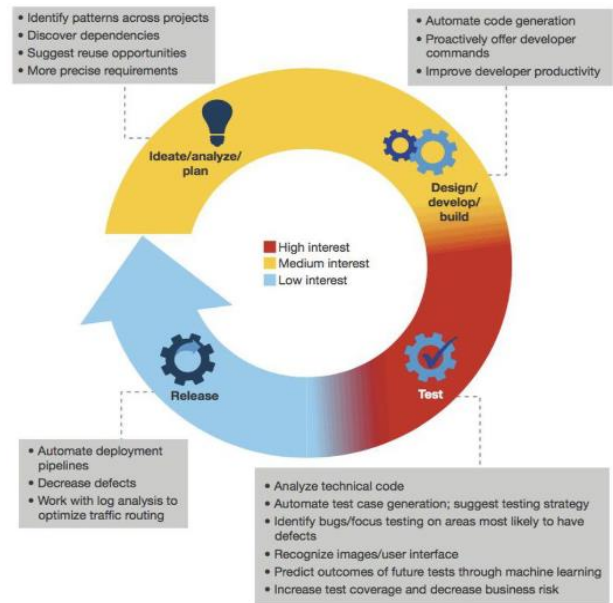 • Identify patterns across projects
• Discover dependencies
• Suggest reuse opportunities
• More precise requirements
• Automate code generation
• Proactively offer developer
commands
• Improve developer productivity
Ideate/analyze/
plan
Design/
develop/
build
High interest
Medium interest
Low interest
Release
Test
• Automate deployment
pipelines
• Decrease defects
• Work with log analysis to
optimize traffic routing
• Analyze technical code
• Automate test case generation; suggest testing strategy
• Identify bugs/focus testing on areas most likely to have
defects
• Recognize images/user interface
• Predict outcomes of future tests through machine learning
• Increase test coverage and decrease business risk